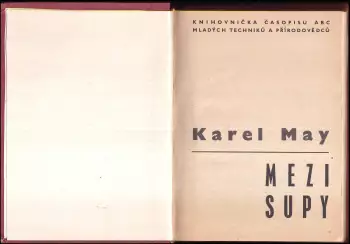 KNIHOVNIČKA ČASOPISU ABC
MLADÝCH TECHNIKŮ A PŘÍRODOVĚDCŮ
Karel May
MEZI
SUPY